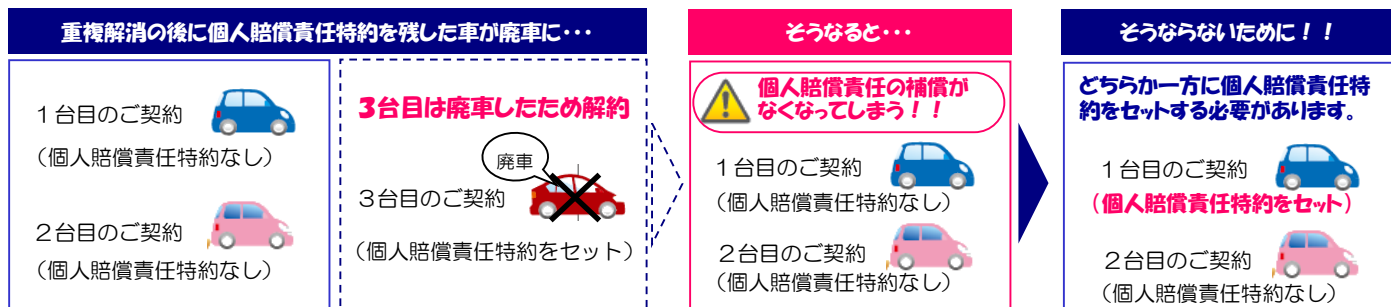 重複解消の後に個人賠償責任特約を残した車が廃車に･･･
１台目のご契約
（個人賠償責任特約なし）
２台目のご契約
（個人賠償責任特約なし）
３台目は廃車したため解約
廃車
３台目のご契約
（個人賠償責任特約をセット）
そうなると･･･
個人賠償責任の補償が
なくなってしまう！！
１台目のご契約
（個人賠償責任特約なし）
２台目のご契約
（個人賠償責任特約なし）
そうならないために！！
どちらか一方に個人賠償責任特
約をセットする必要があります。
１台目のご契約
（個人賠償責任特約をセット）
２台目のご契約
（個人賠償責任特約なし）